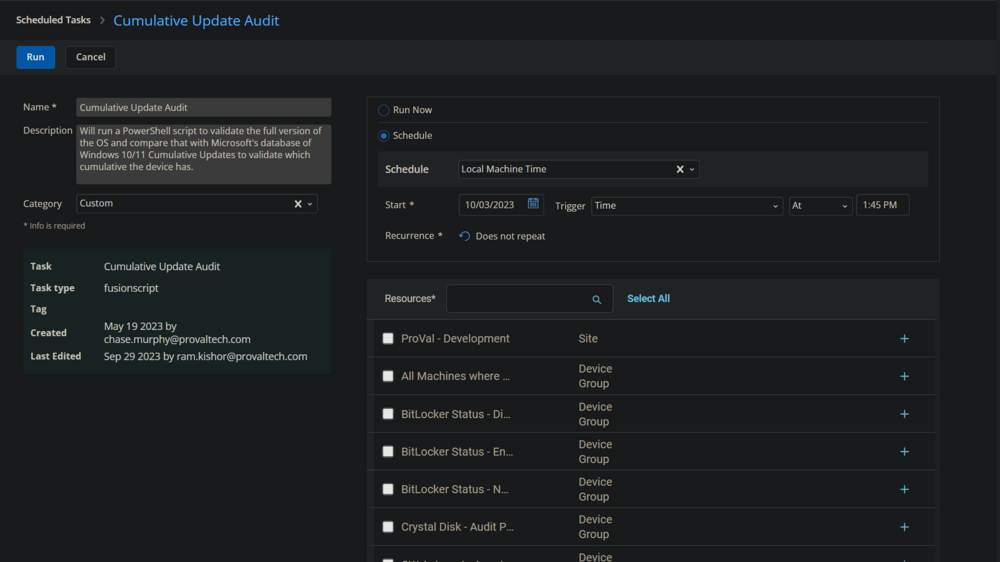 Scheduled Tasks > Cumulative Update Audit
Run Cancel
Name * Cumulative Update Audit
Description Will run a PowerShell script to validate the full version of
the OS and compare that with Microsoft's database of
Windows 10/11 Cumulative Updates to validate which
cumulative the device has.
Category Custom
* Info is required
Task Cumulative Update Audit
Task type fusionscript
Tag
Created May 19 2023 by
chase.murphy@provaltech.com
Last Edited Sep 29 2023 by ram.kishor@provaltech.com
Run Now
Schedule
Schedule Local Machine Time
Start * 10/03/2023 Trigger Time At 1:45 PM
Recurrence * Does not repeat
Resources* Select All
ProVal - Development Site
All Machines where ... Device
Group
BitLocker Status - Di... Device
Group
BitLocker Status - En... Device
Group
BitLocker Status - N... Device
Group
Crystal Disk - Audit P... Device
Group
Device